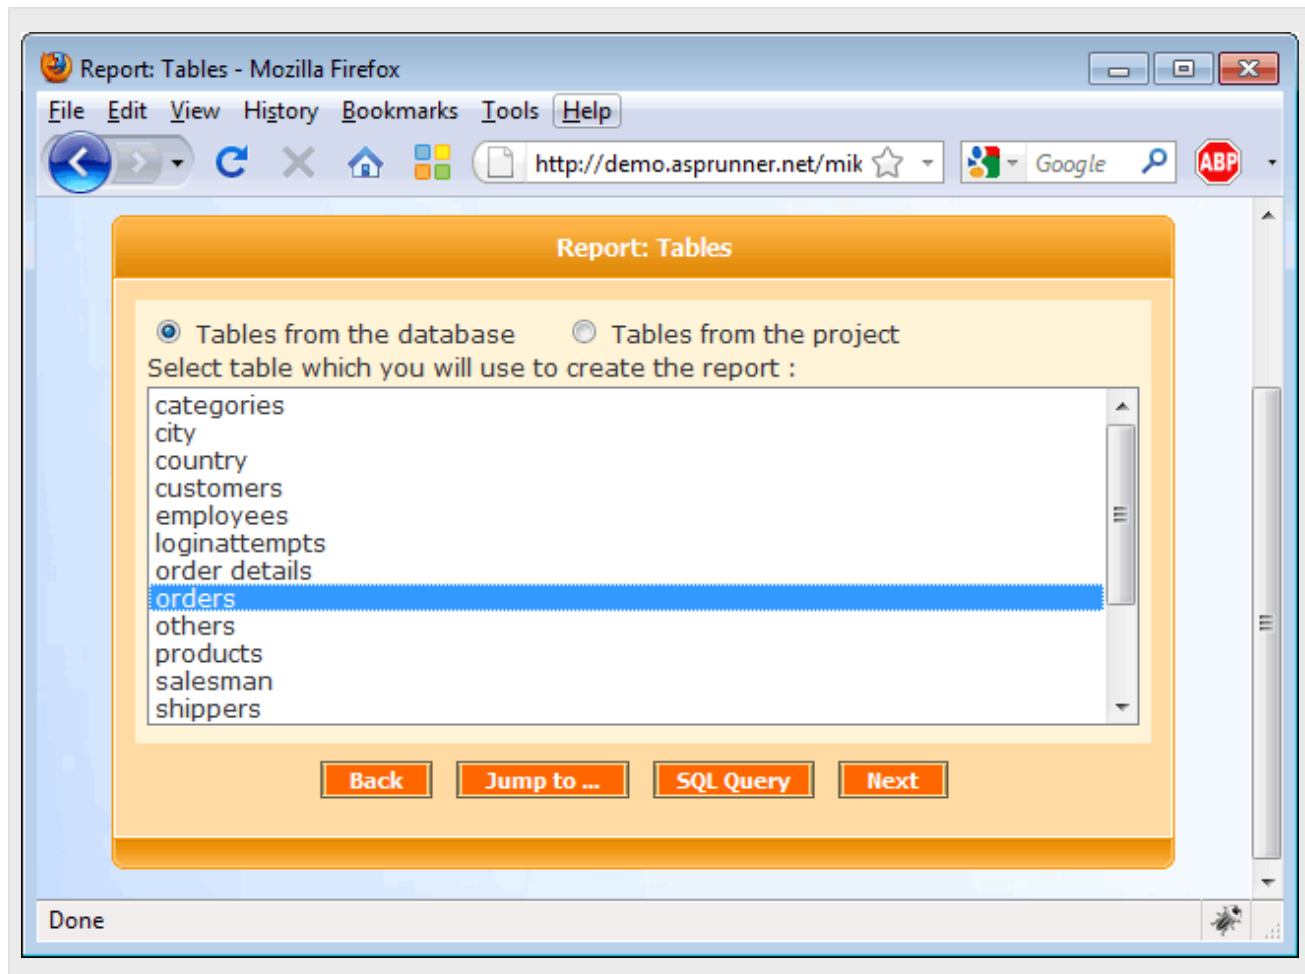 Report: Tables - Mozilla Firefox
File Edit View History Bookmarks Tools Help
http://demo.asprunner.net/mik Google ABP
Report: Tables
Tables from the database Tables from the project
Select table which you will use to create the report :
categories
city
country
customers
employees
loginattempts
order details
orders
others
products
salesman
shippers
Back Jump to ... SQL Query Next
Done